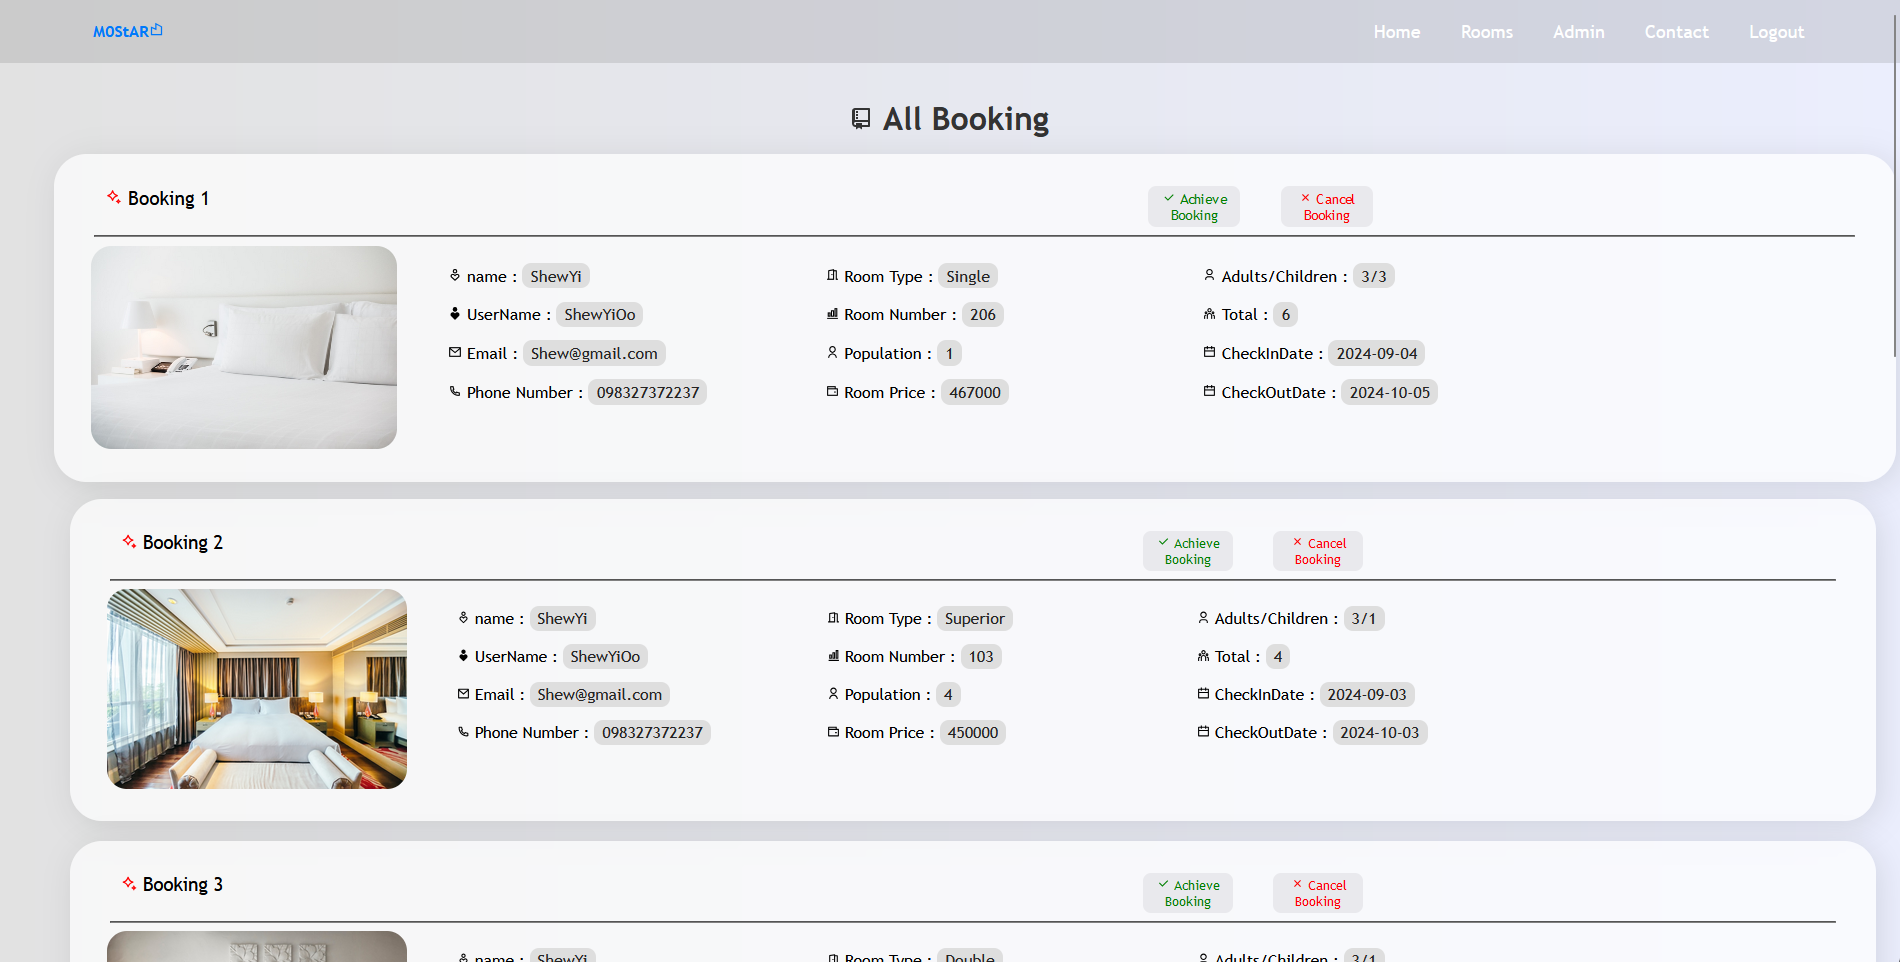 M0StAR
Home Rooms Admin Contact Logout
All Booking
Booking 1
Achieve Booking
Cancel Booking
name : ShewYi
UserName : ShewYiOo
Email : Shew@gmail.com
Phone Number : 098327372237
Room Type : Single
Room Number : 206
Population : 1
Room Price : 467000
Adults/Children : 3/3
Total : 6
CheckInDate : 2024-09-04
CheckOutDate : 2024-10-05
Booking 2
Achieve Booking
Cancel Booking
name : ShewYi
UserName : ShewYiOo
Email : Shew@gmail.com
Phone Number : 098327372237
Room Type : Superior
Room Number : 103
Population : 4
Room Price : 450000
Adults/Children : 3/1
Total : 4
CheckInDate : 2024-09-03
CheckOutDate : 2024-10-03
Booking 3
Achieve Booking
Cancel Booking
name : ShewYi
Room Type : Double
Adults/Children : 3/1